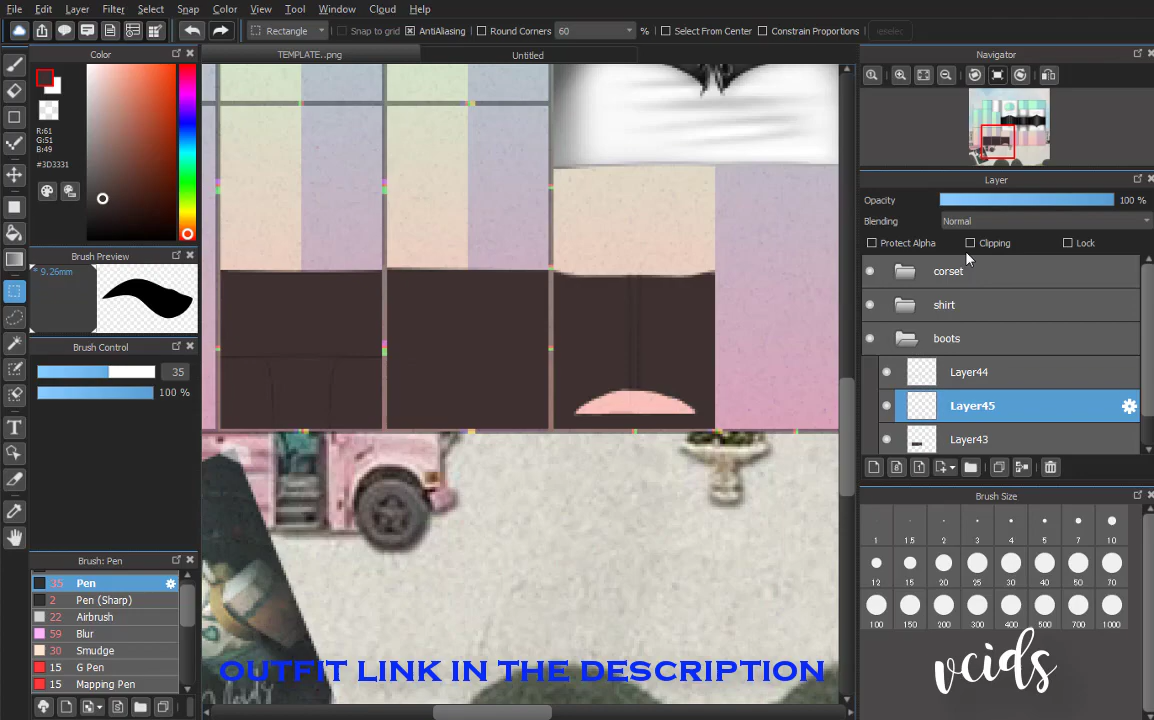 File Edit Layer Brush Select Snap Color View Tool Window Cloud Help
Rectangle Snap to grid AntiAliasing Round Corners 60 % Select From Center Constrain Proportions
Color
TEMPLATE..png Untitled
R:61
G:51
B:49
#3D3331
Brush Preview
* 9.26mm
Brush Control
35
100 %
Brush: Pen
35 Pen
2 Pen (Sharp)
22 Airbrush
59 Blur
30 Smudge
15 G Pen
15 Mapping Pen
Navigator
Layer
Opacity 100 %
Blending Normal
Protect Alpha Clipping Lock
corset
shirt
boots
Layer44
Layer45
Layer43
Brush Size
1 1.5 2 3 4 5 7 10
12 15 20 25 30 40 50 70
100 150 200 300 400 500 700 1000
OUTFIT LINK IN THE DESCRIPTION
vcids